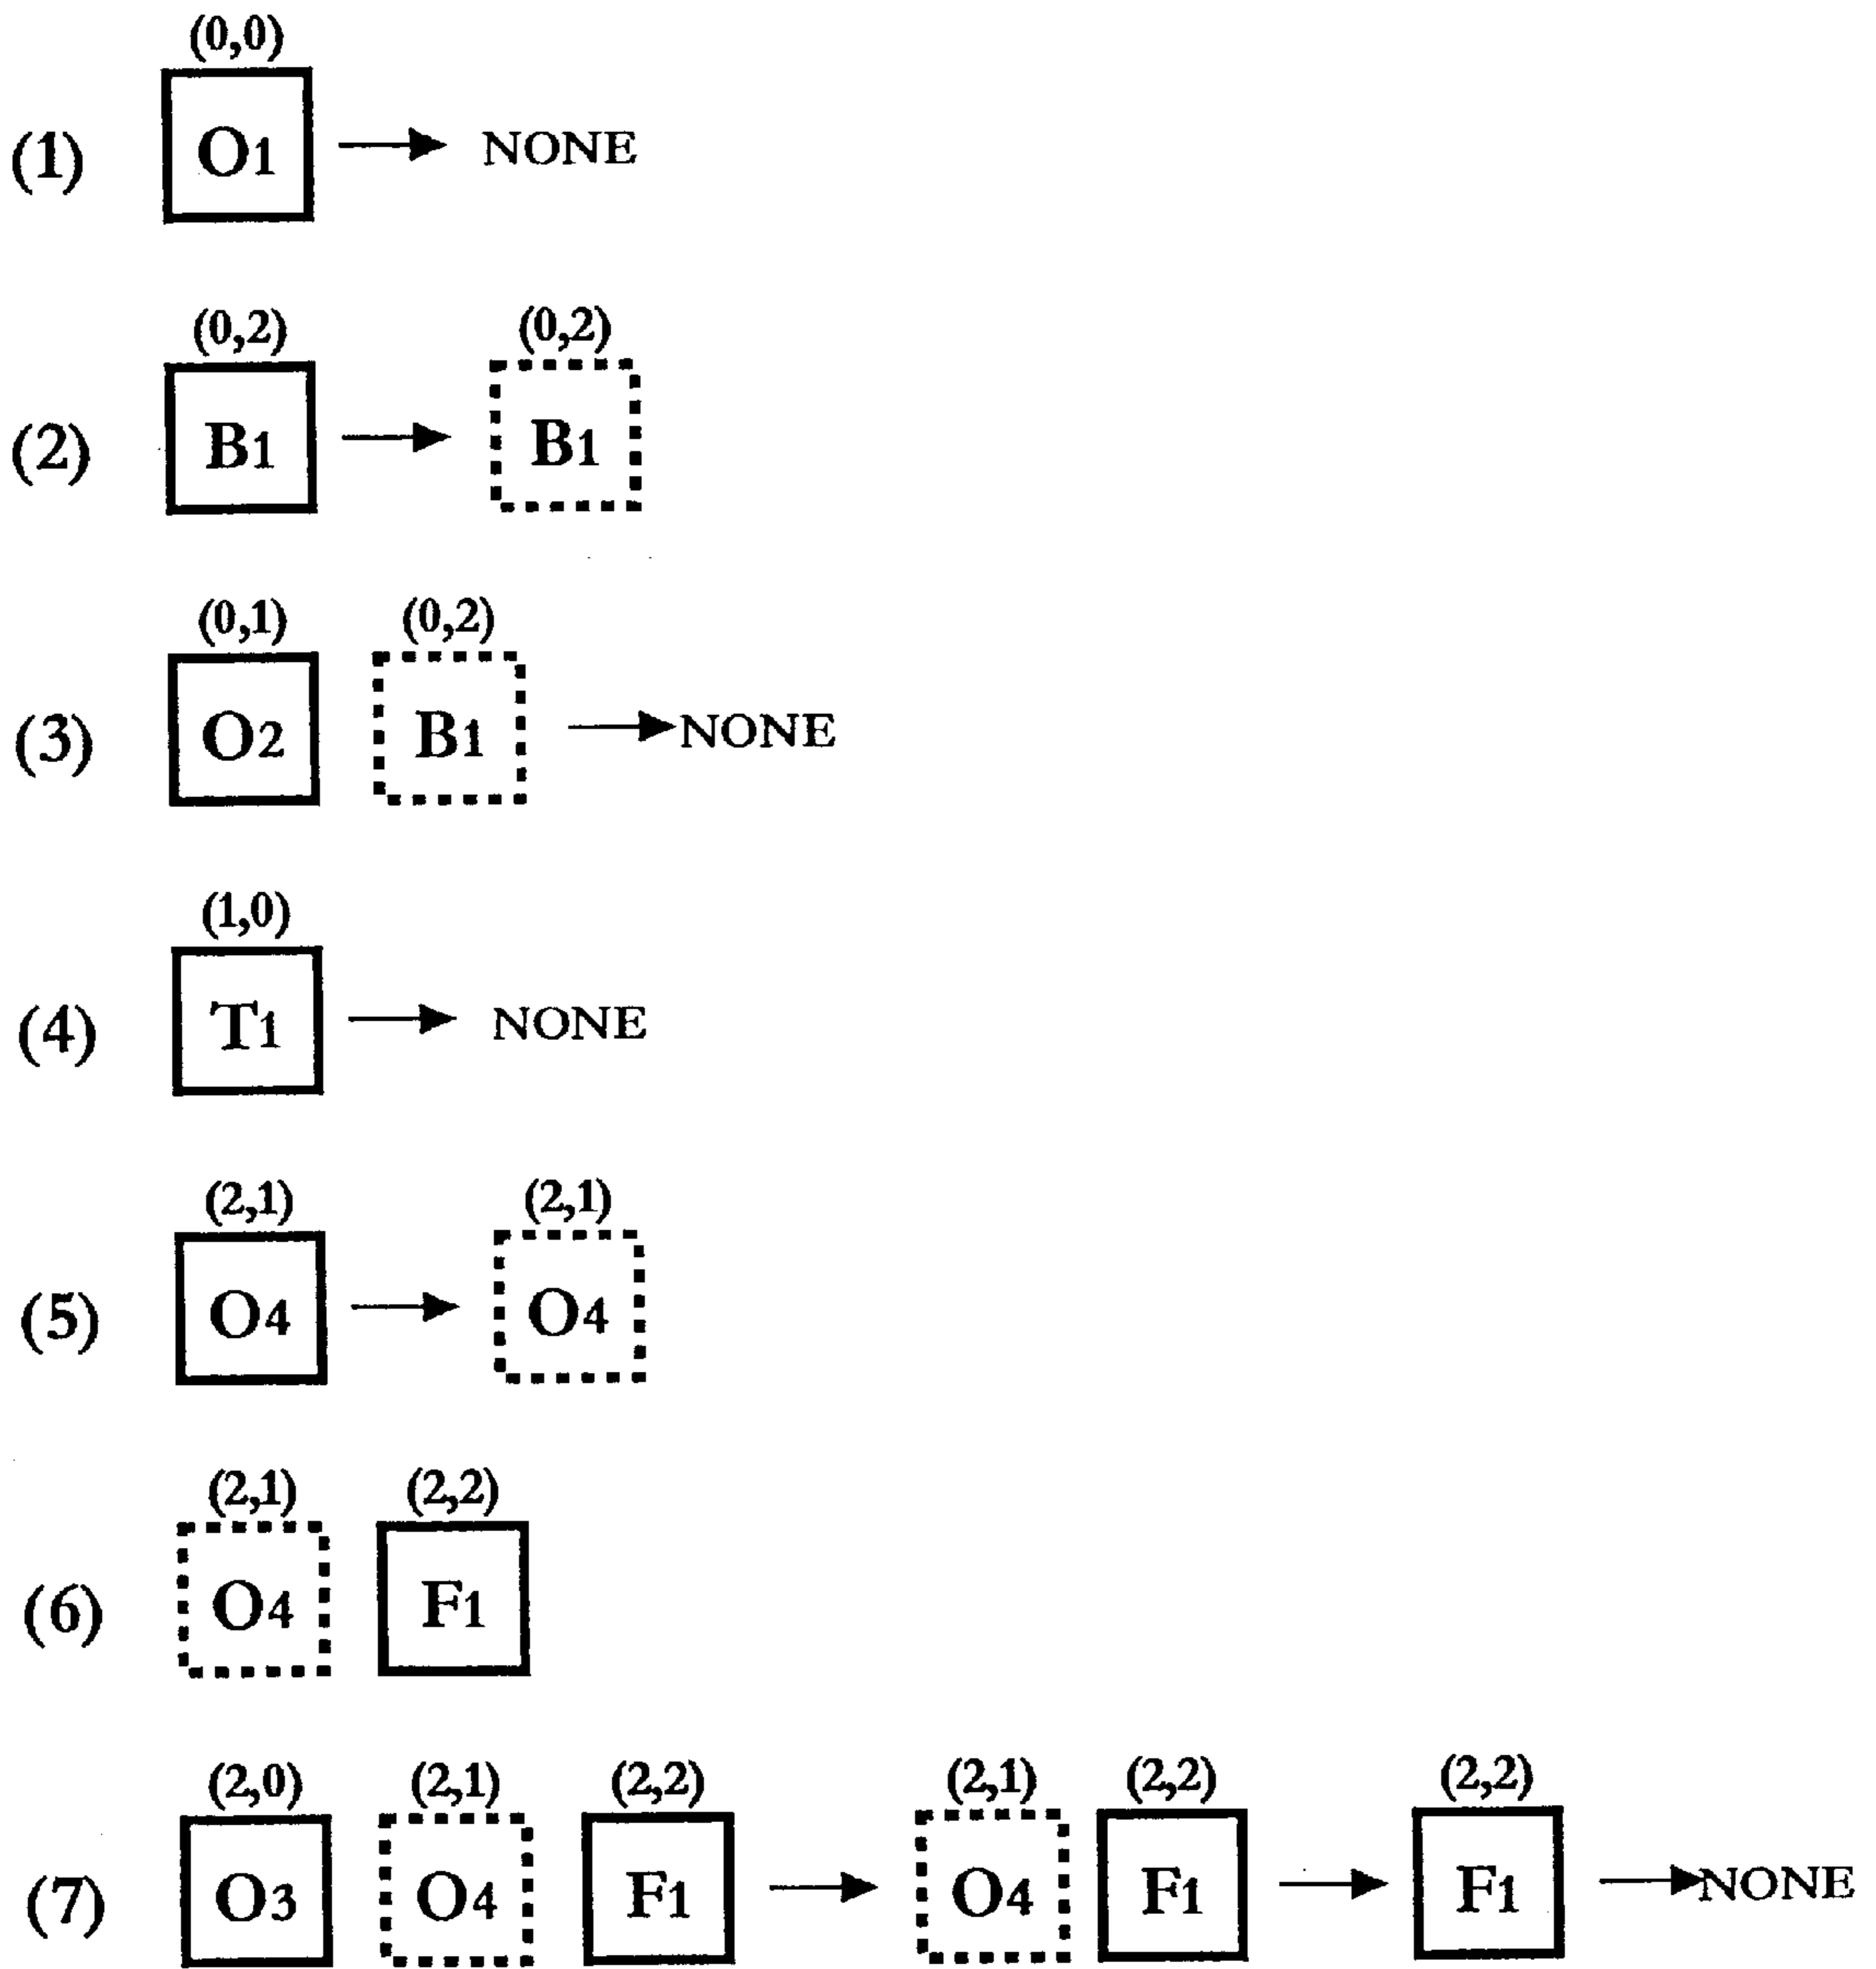 (0,0)
(1) O1 NONE
(0,2) (0,2)
(2) B1 B1
(0,1) (0,2)
(3) O2 B1 NONE
(1,0)
(4) T1 NONE
(2,1) (2,1)
(5) O4 O4
(2,1) (2,2)
(6) O4 F1
(2,0) (2,1) (2,2) (2,1) (2,2) (2,2)
(7) O3 O4 F1 O4 F1 F1 NONE